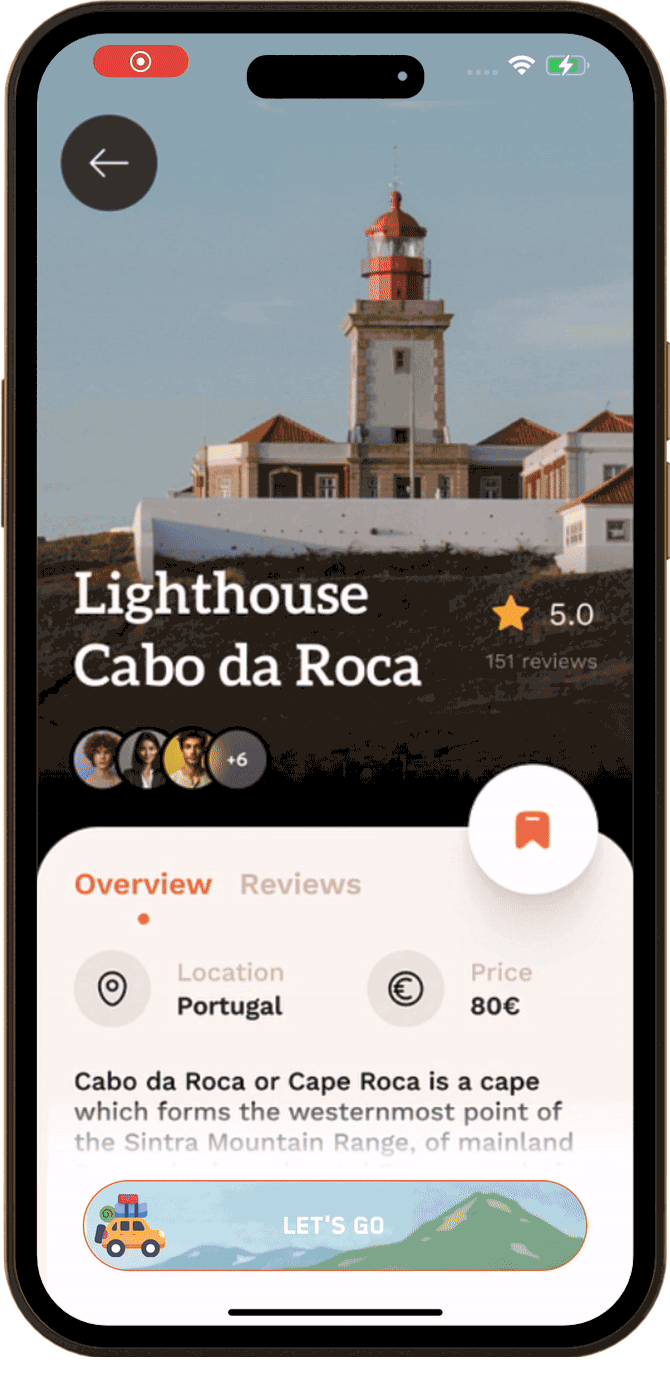 Lighthouse
Cabo da Roca
5.0
151 reviews
+6
Overview Reviews
Location
Portugal
Price
80€
Cabo da Roca or Cape Roca is a cape
which forms the westernmost point of
the Sintra Mountain Range, of mainland
LET'S GO